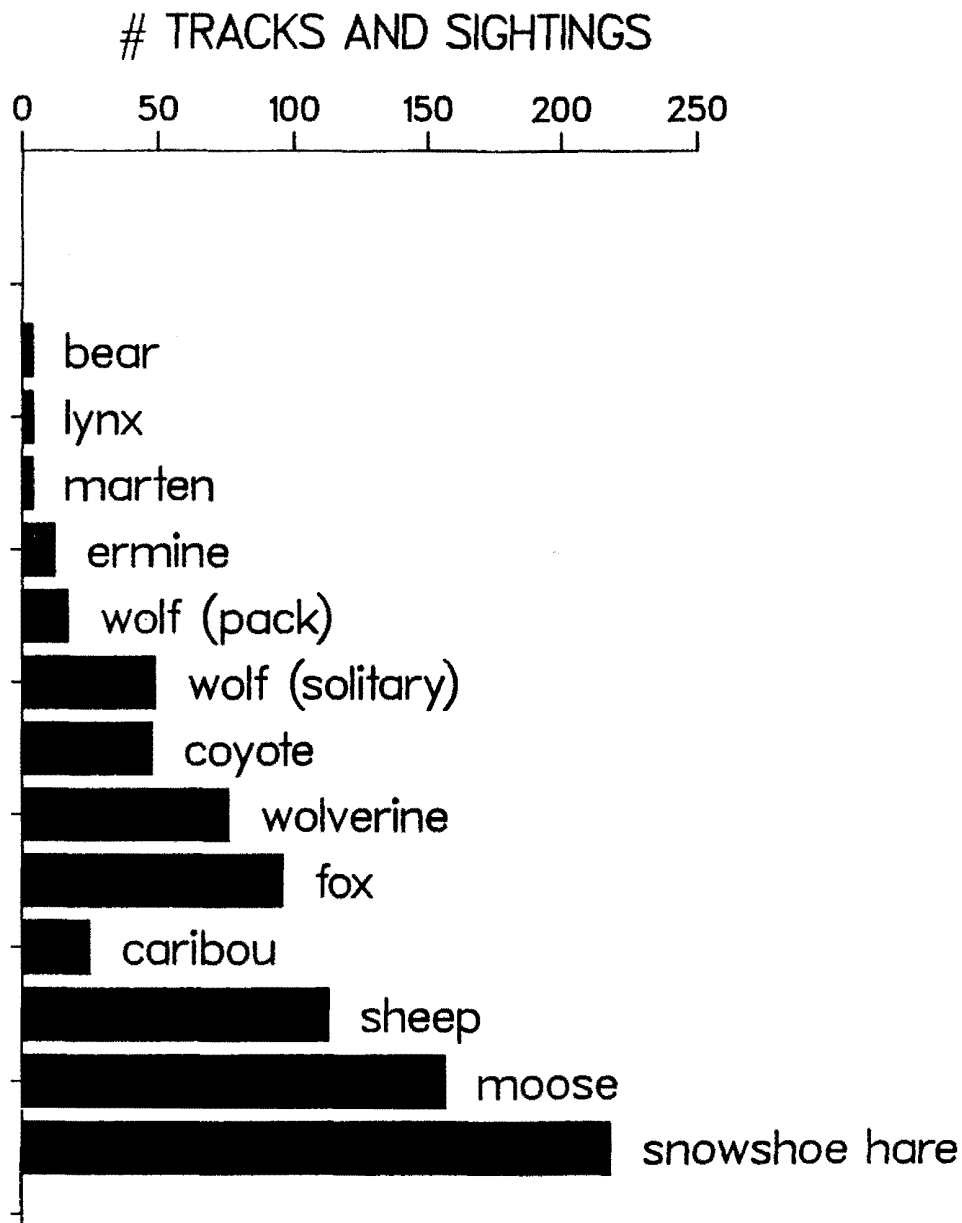 # TRACKS AND SIGHTINGS
0 50 100 150 200 250
bear
lynx
marten
ermine
wolf (pack)
wolf (solitary)
coyote
wolverine
fox
caribou
sheep
moose
snowshoe hare